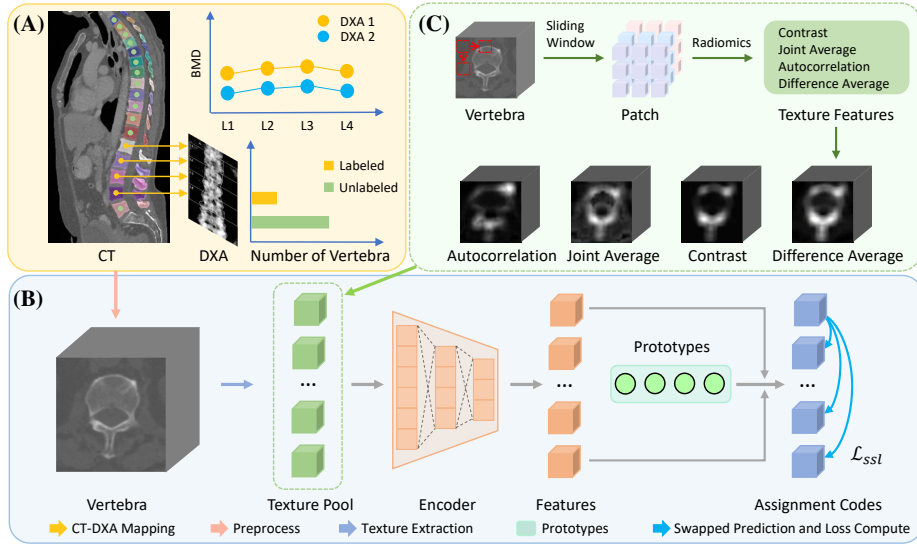 (A)
DXA 1
DXA 2
BMD
L1 L2 L3 L4
Labeled
Unlabeled
CT
DXA
Number of Vertebra
(C)
Sliding
Window
Radiomics
Contrast
Joint Average
Autocorrelation
Difference Average
Vertebra
Patch
Texture Features
Autocorrelation
Joint Average
Contrast
Difference Average
(B)
Prototypes
...
...
...
ℒssl
Vertebra
Texture Pool
Encoder
Features
Assignment Codes
CT-DXA Mapping
Preprocess
Texture Extraction
Prototypes
Swapped Prediction and Loss Compute